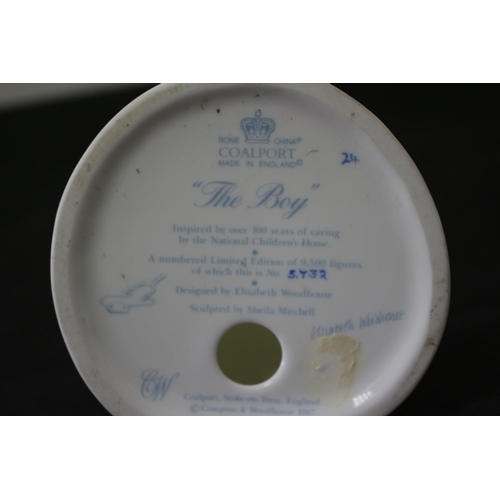 BONE CHINA®
COALPORT
MADE IN ENGLAND©
24
"The Boy"
Inspired by over 100 years of caring
by the National Children's Home
A numbered Limited Edition of 9,500 figures
of which this is No.
Designed by Elizabeth Woodhouse
Sculpted by Sheila Mitchell
CW
Coalport, Stoke-on-Trent, England.
© Compton & Woodhouse 1987